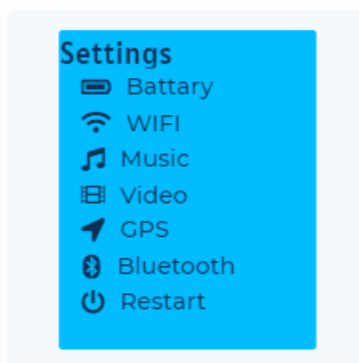 Settings
Battary
WIFI
Music
Video
GPS
Bluetooth
Restart